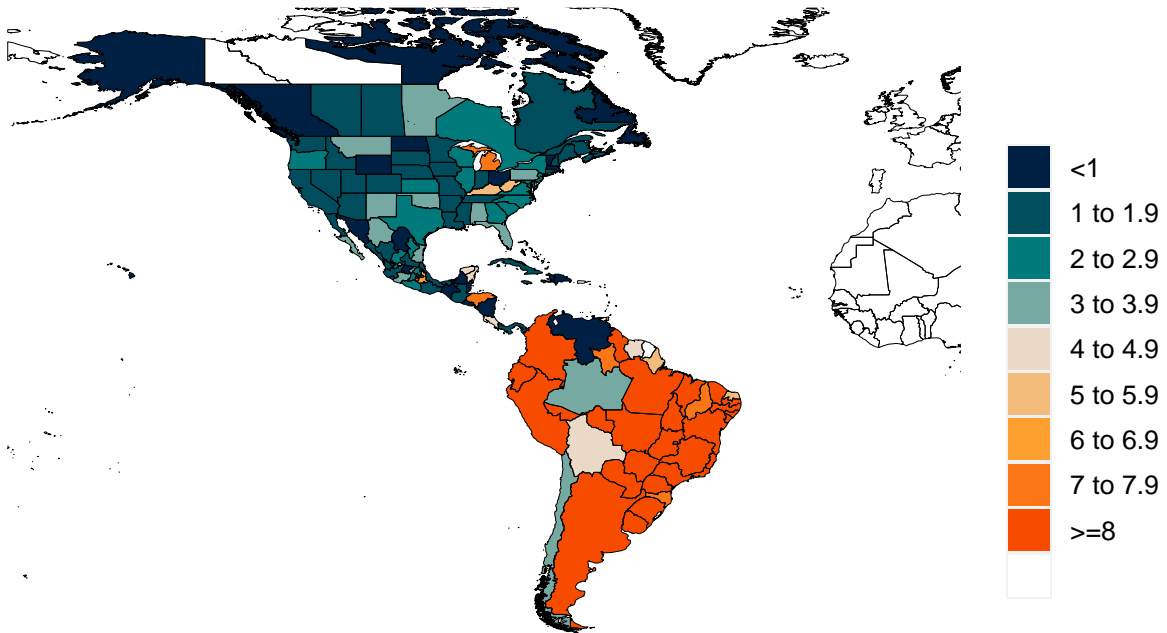 <1
1 to 1.9
2 to 2.9
3 to 3.9
4 to 4.9
5 to 5.9
6 to 6.9
7 to 7.9
>=8